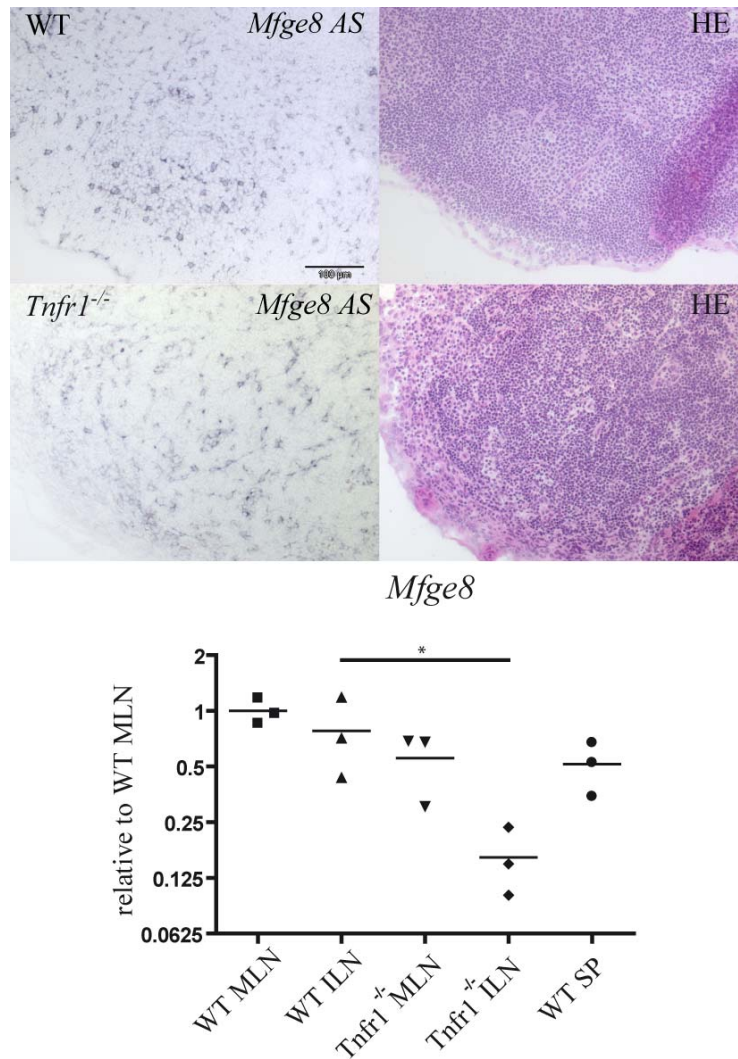 WT Mfge8 AS HE
100 µm
Tnfr1-/- Mfge8 AS HE
Mfge8
*
2
1
0.5
0.25
0.125
0.0625
relative to WT MLN
WT MLN
WT ILN
Tnfr1-/- MLN
Tnfr1-/- ILN
WT SP